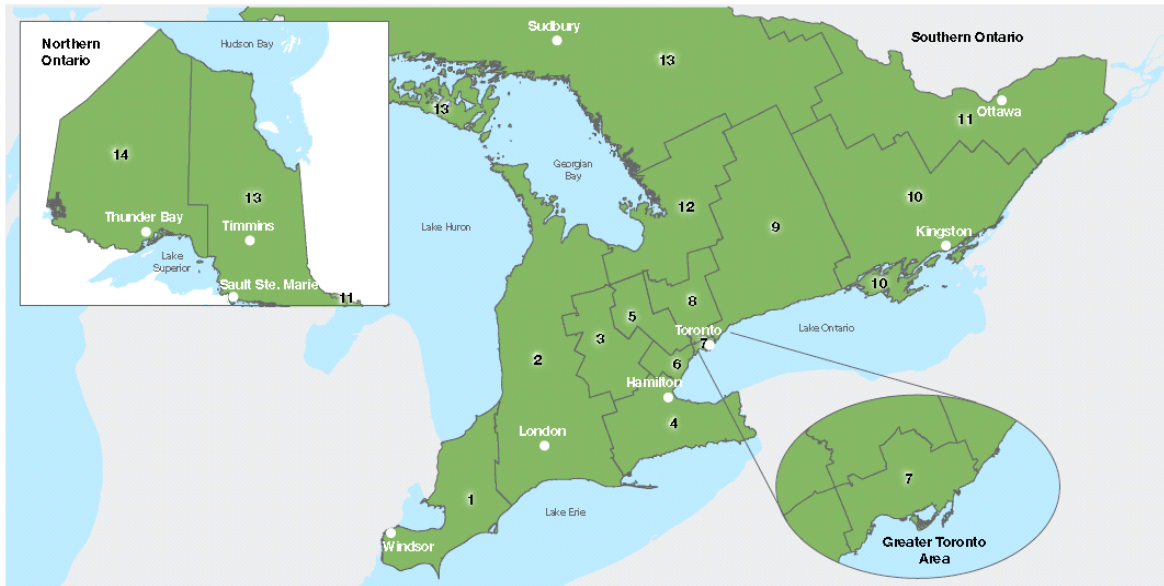 Northern
Ontario
Hudson Bay
14
13
Thunder Bay
Timmins
Lake
Superior
Sault Ste. Marie
11
Sudbury
Southern Ontario
13
13
Ottawa
11
Georgian
Bay
12
10
Lake Huron
9
Kingston
10
8
5
Toronto
Lake Ontario
3
7
2
6
Hamilton
4
London
7
1
Lake Erie
Windsor
Greater Toronto
Area